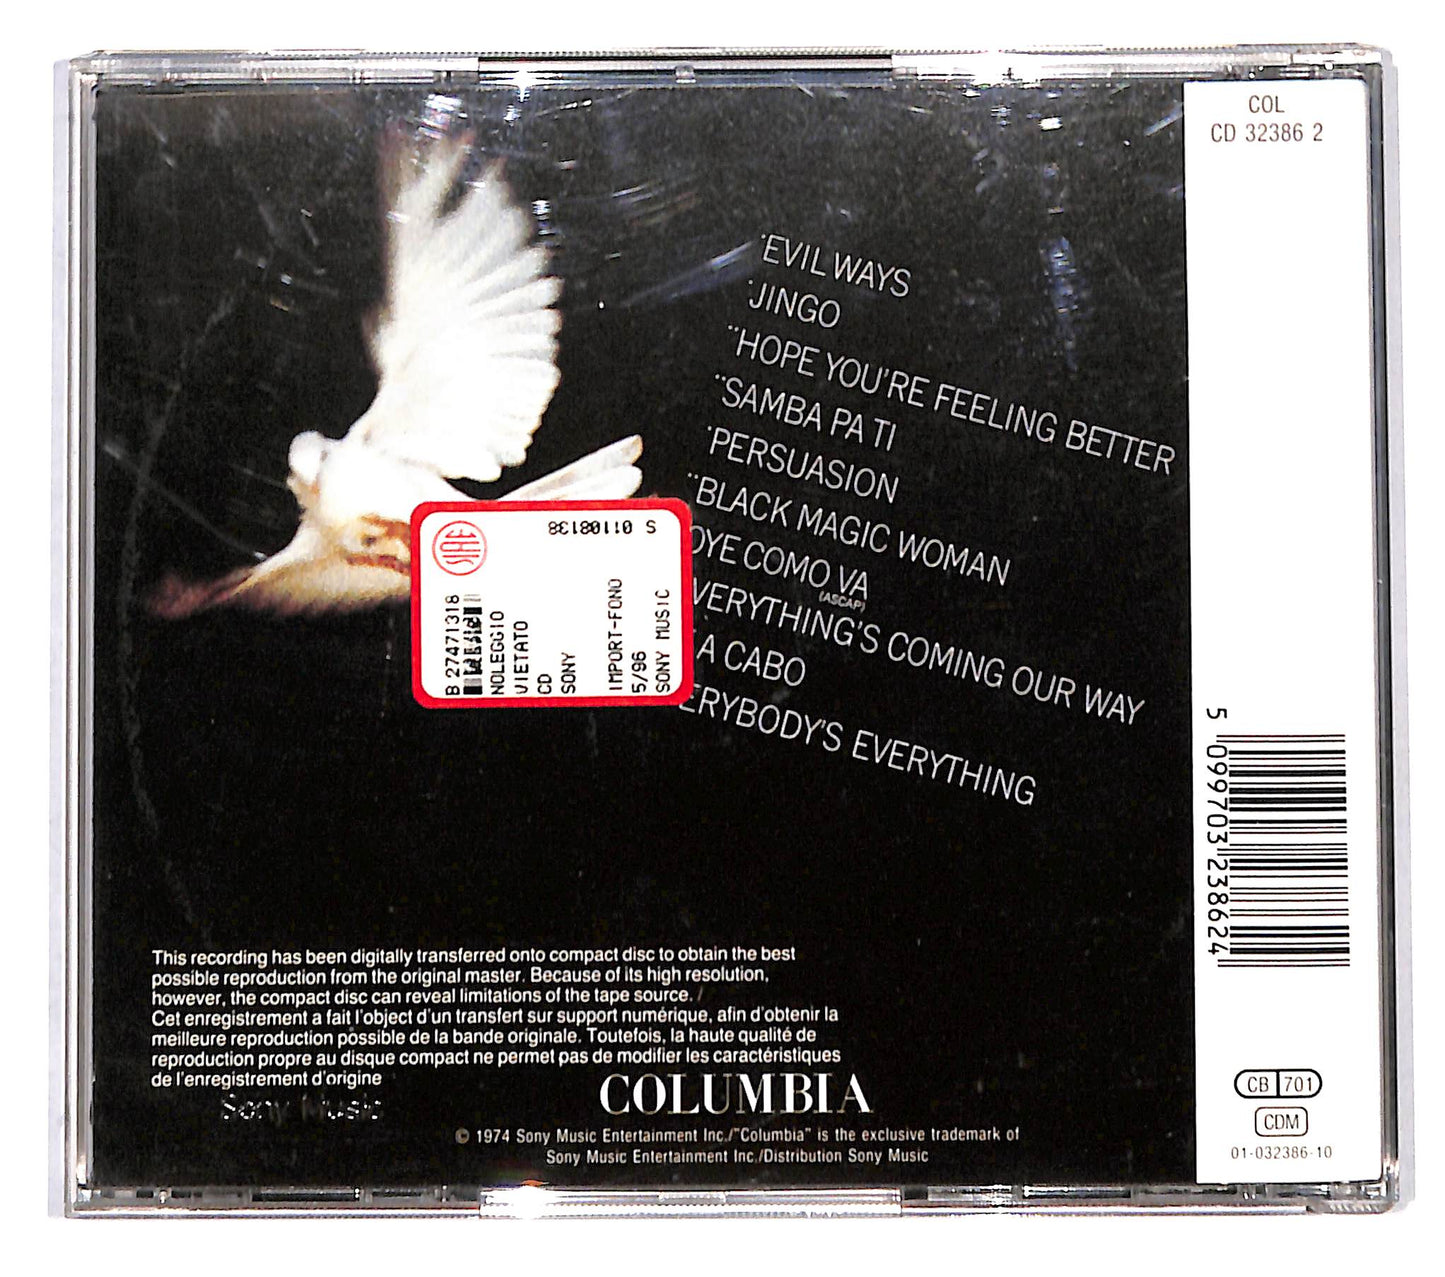 COL
CD 32386 2
EVIL WAYS
JINGO
HOPE YOU'RE FEELING BETTER
SAMBA PA TI
PERSUASION
BLACK MAGIC WOMAN
OYE COMO VA
(ASCAP)
VERYTHING'S COMING OUR WAY
A CABO
ERYBODY'S EVERYTHING
S 01108138
SIAE
B 27471318
NOLEGGIO
VIETATO
CD
SONY
IMPORT-FONO
5/96
SONY MUSIC
5 099703 238624
This recording has been digitally transferred onto compact disc to obtain the best
possible reproduction from the original master. Because of its high resolution,
however, the compact disc can reveal limitations of the tape source. /
Cet enregistrement a fait l'objet d'un transfert sur support numérique, afin d'obtenir la
meilleure reproduction possible de la bande originale. Toutefois, la haute qualité de
reproduction propre au disque compact ne permet pas de modifier les caractéristiques
de l'enregistrement d'origine
Sony Music
COLUMBIA
© 1974 Sony Music Entertainment Inc./"Columbia" is the exclusive trademark of
Sony Music Entertainment Inc./Distribution Sony Music
CB 701
CDM
01-032386-10